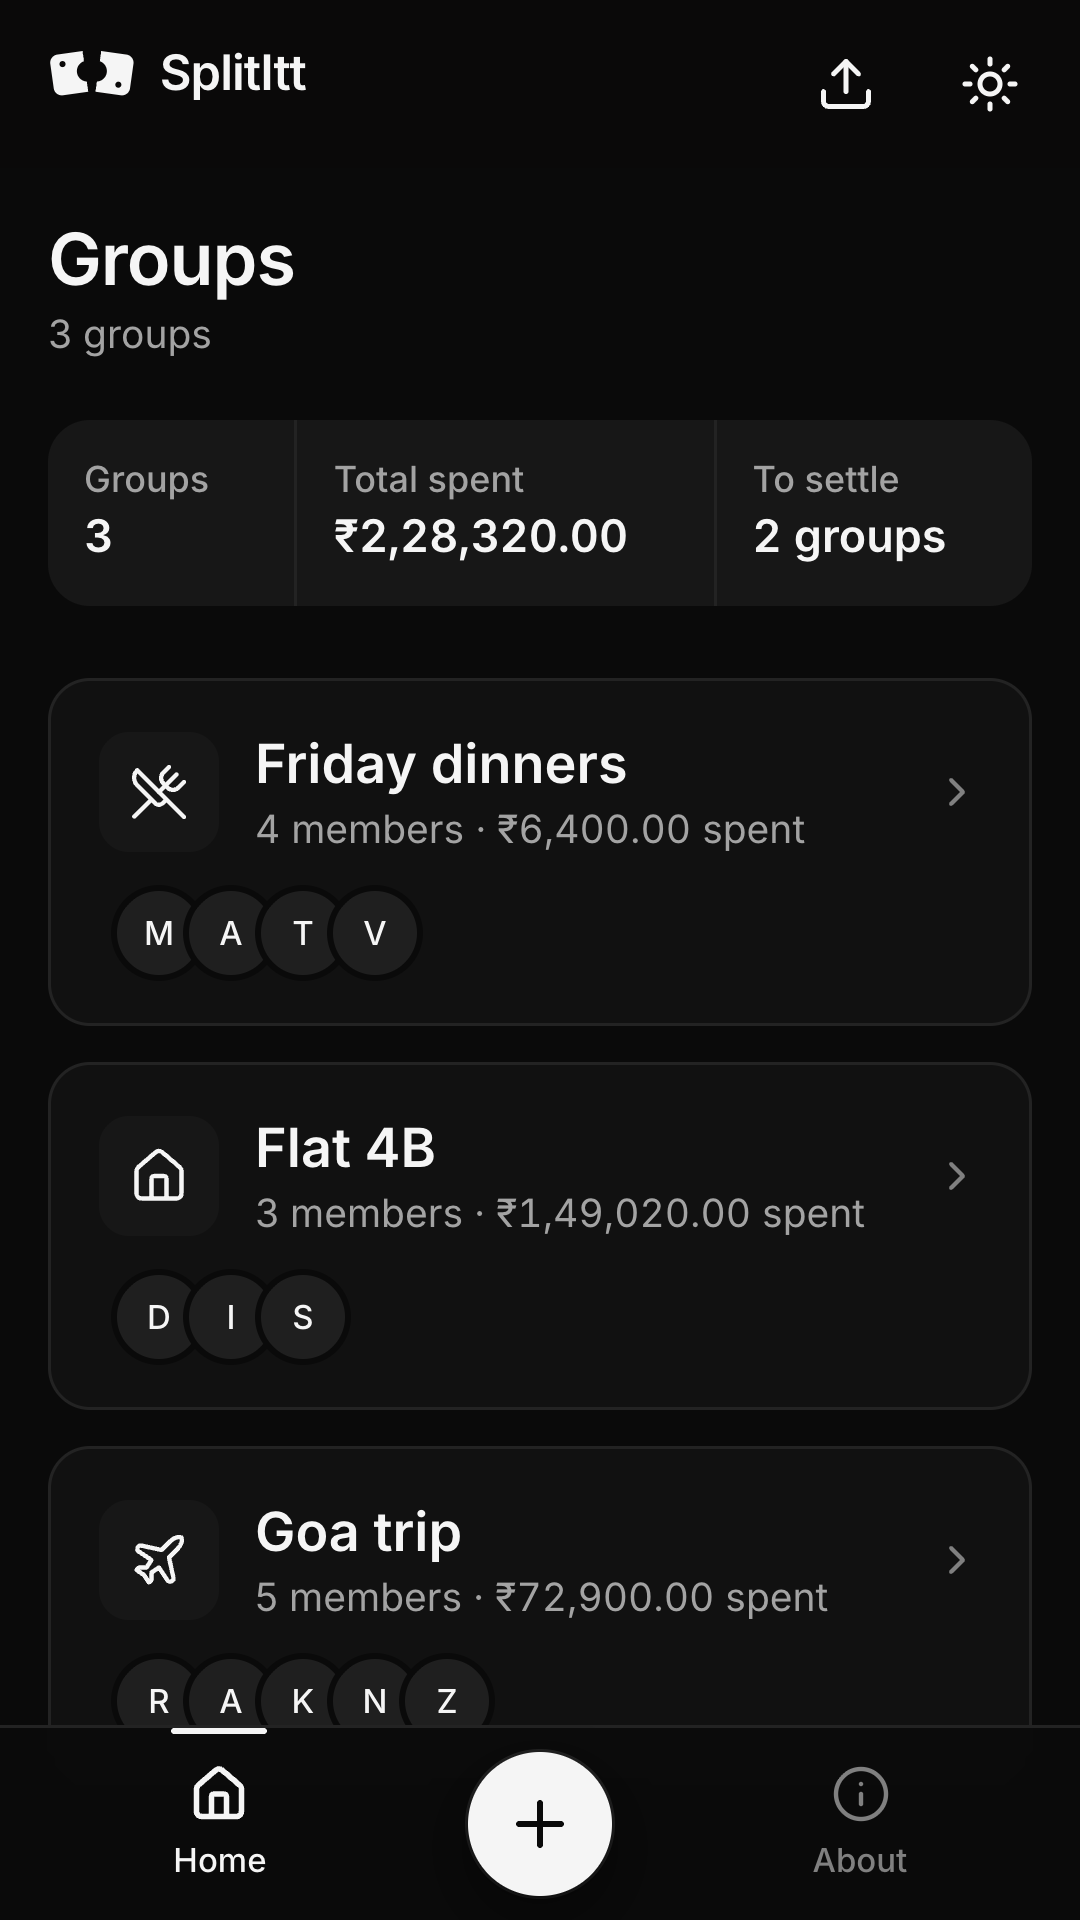 SplitItt
Groups
3 groups
Groups
3
Total spent
₹2,28,320.00
To settle
2 groups
Friday dinners
4 members · ₹6,400.00 spent
M A T V
Flat 4B
3 members · ₹1,49,020.00 spent
D I S
Goa trip
5 members · ₹72,900.00 spent
R A K N Z
Home
About